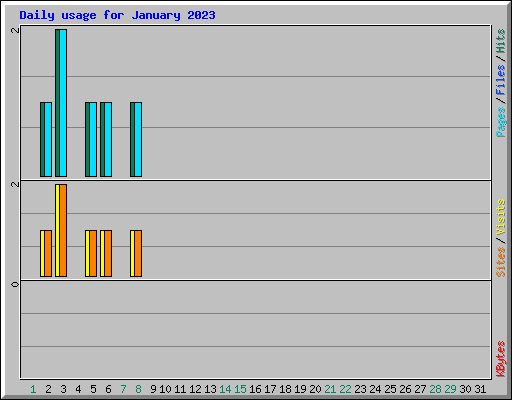 Daily usage for January 2023
2
2
0
Pages/Files/Hits
Sites/Visits
KBytes
1 2 3 4 5 6 7 8 9 10 11 12 13 14 15 16 17 18 19 20 21 22 23 24 25 26 27 28 29 30 31